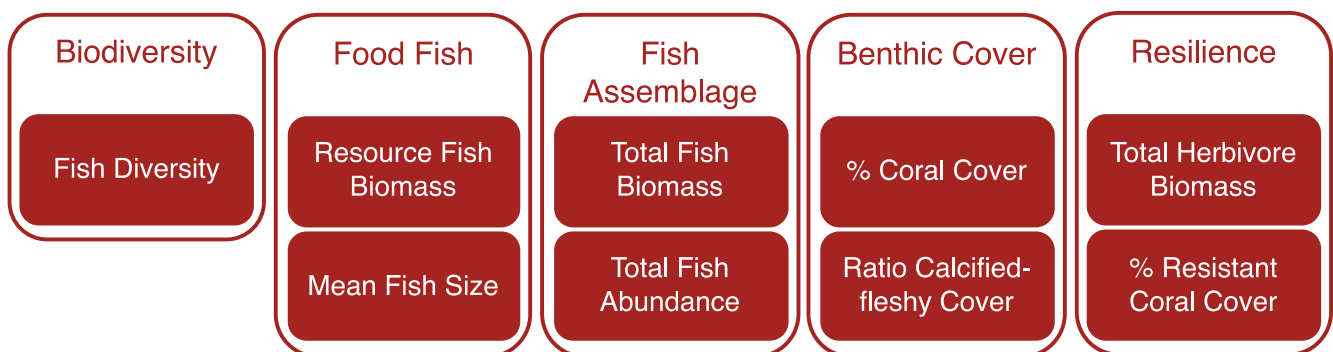 Biodiversity
Fish Diversity
Food Fish
Resource Fish
Biomass
Mean Fish Size
Fish
Assemblage
Total Fish
Biomass
Total Fish
Abundance
Benthic Cover
% Coral Cover
Ratio Calcified-
fleshy Cover
Resilience
Total Herbivore
Biomass
% Resistant
Coral Cover